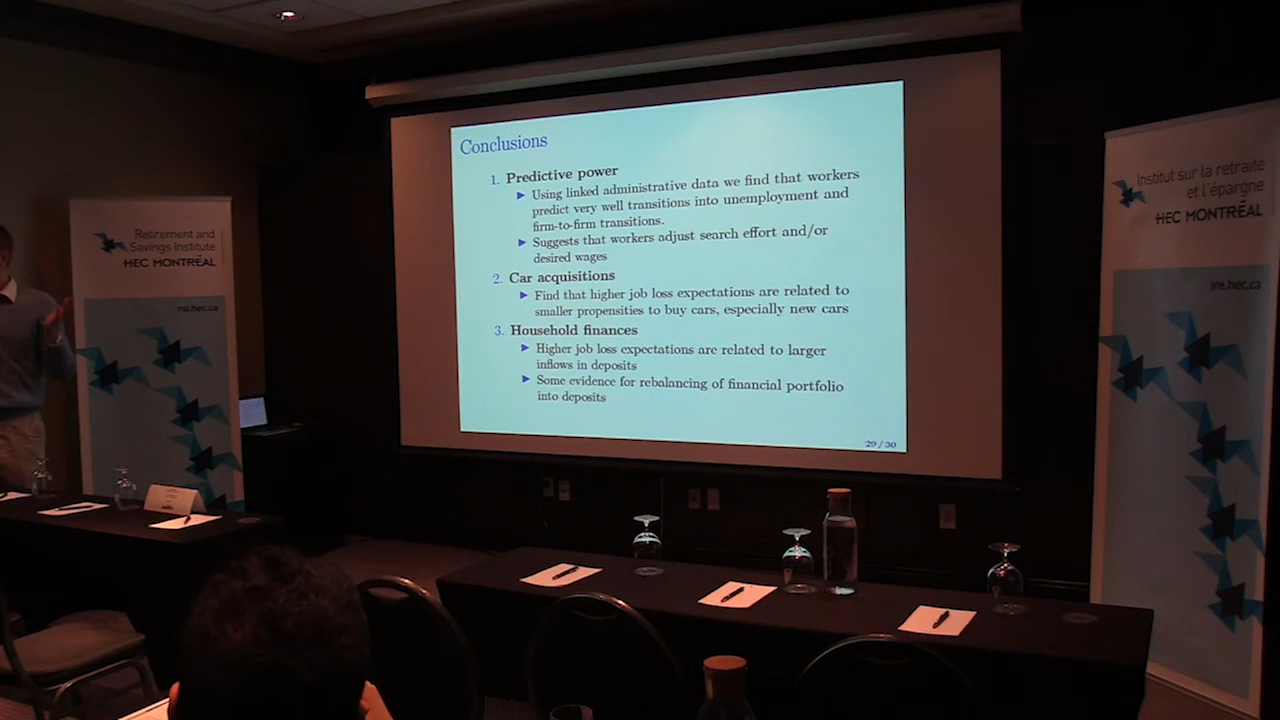 Conclusions
1. Predictive power
▶ Using linked administrative data we find that workers
predict very well transitions into unemployment and
firm-to-firm transitions.
▶ Suggests that workers adjust search effort and/or
desired wages
2. Car acquisitions
▶ Find that higher job loss expectations are related to
smaller propensities to buy cars, especially new cars
3. Household finances
▶ Higher job loss expectations are related to larger
inflows in deposits
▶ Some evidence for rebalancing of financial portfolio
into deposits
29 / 30
Retirement and
Savings Institute
HEC MONTRĒAL
rsi.hec.ca
Institut sur la retraite
et l'épargne
HEC MONTRĒAL
ire.hec.ca